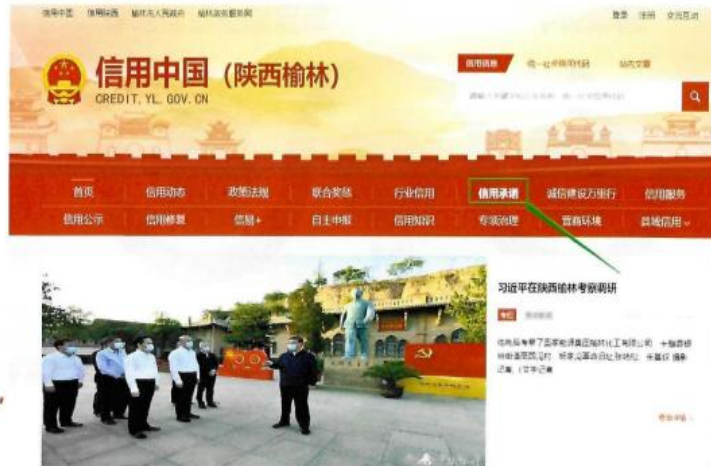 信用中国 信用陕西 榆林市人民政府 榆林政务服务网
登录 注册 交流互动
信用中国（陕西榆林）
CREDIT. YL. GOV. CN
信用信息 统一社会信用代码 站内文章
首页 信用动态 政策法规 联合奖惩 行业信用 信用承诺 诚信建设万里行 信用服务
信用公示 信用修复 信易+ 自主申报 信用知识 专项治理 营商环境 县域信用
习近平在陕西榆林考察调研
专栏